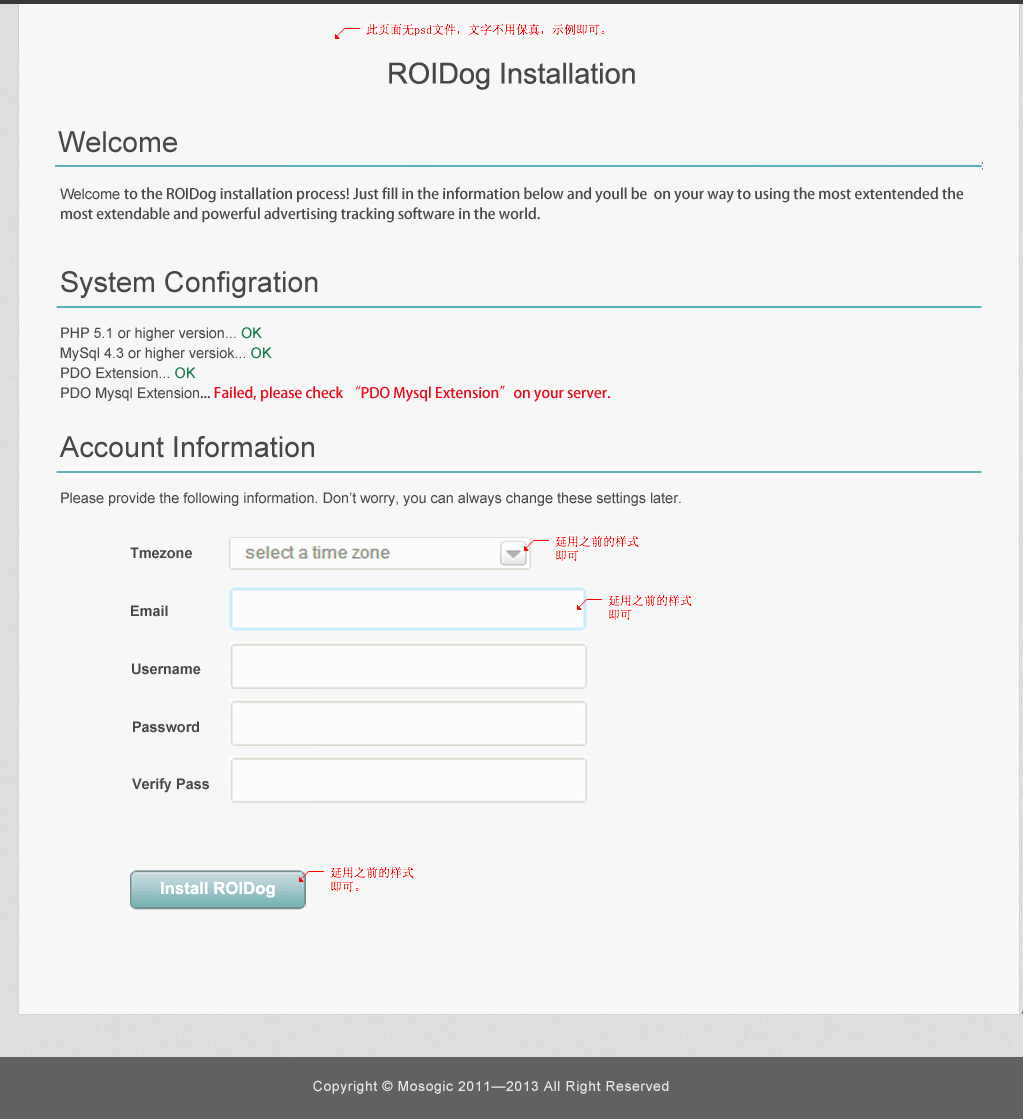 此页面无psd文件，文字不用保真，示例即可。
ROIDog Installation
Welcome
Welcome to the ROIDog installation process! Just fill in the information below and youll be on your way to using the most extentended the
most extendable and powerful advertising tracking software in the world.
System Configration
PHP 5.1 or higher version... OK
MySql 4.3 or higher versiok... OK
PDO Extension... OK
PDO Mysql Extension... Failed, please check “PDO Mysql Extension” on your server.
Account Information
Please provide the following information. Don't worry, you can always change these settings later.
Tmezone
select a time zone
延用之前的样式
即可
Email
延用之前的样式
即可
Username
Password
Verify Pass
Install ROIDog
延用之前的样式
即可。
Copyright © Mosogic 2011—2013 All Right Reserved